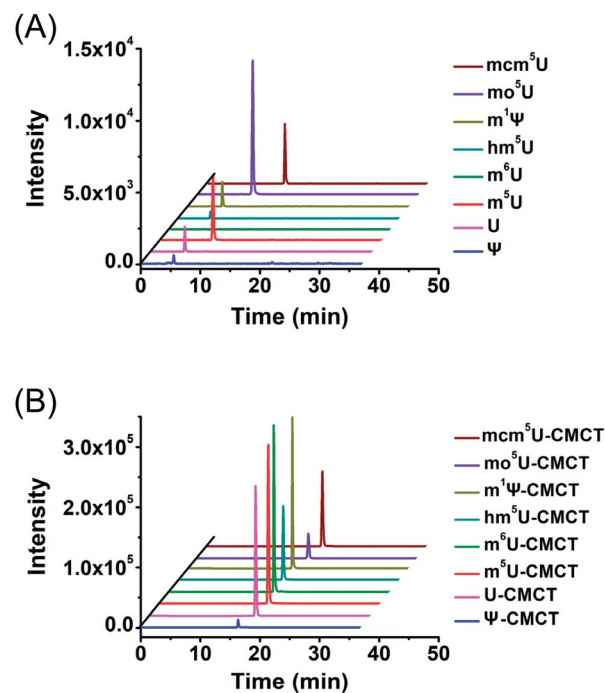 (A)
1.5x10⁴
1.0x10⁴
5.0x10³
0.0
Intensity
0 10 20 30 40 50
Time (min)
mcm⁵U
mo⁵U
m¹Ψ
hm⁵U
m⁶U
m⁵U
U
Ψ
(B)
3.0x10⁵
2.0x10⁵
1.0x10⁵
0.0
Intensity
0 10 20 30 40 50
Time (min)
mcm⁵U-CMCT
mo⁵U-CMCT
m¹Ψ-CMCT
hm⁵U-CMCT
m⁶U-CMCT
m⁵U-CMCT
U-CMCT
Ψ-CMCT